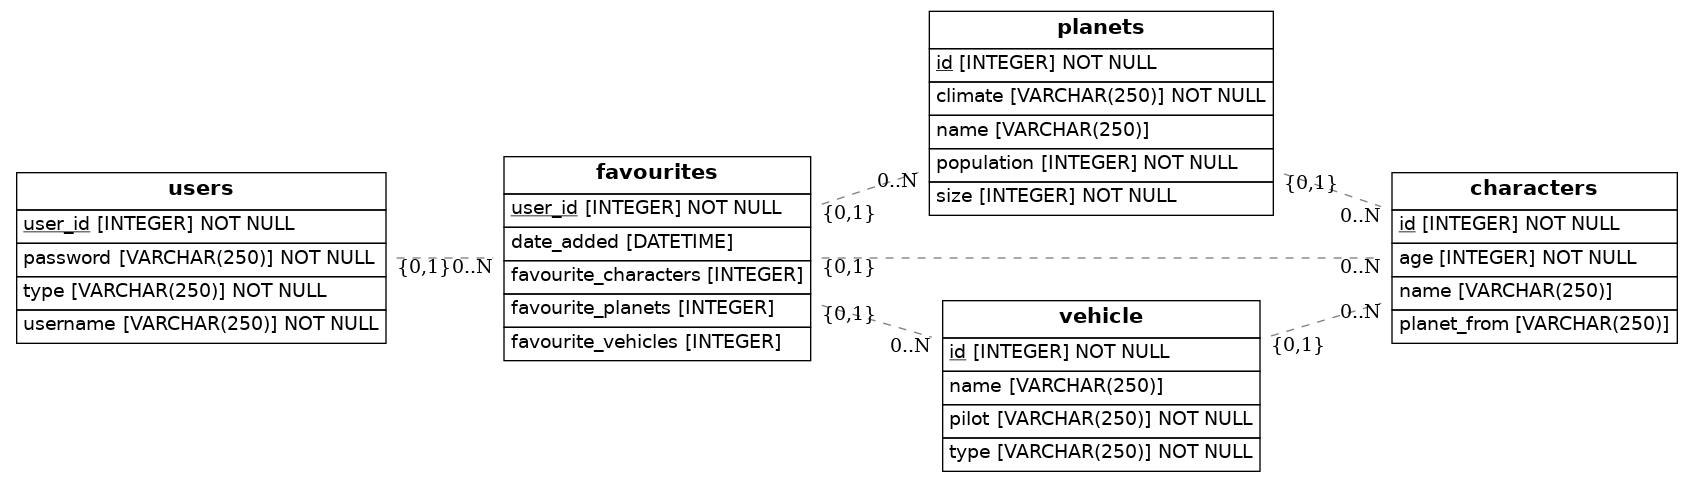 users
user_id [INTEGER] NOT NULL
password [VARCHAR(250)] NOT NULL
type [VARCHAR(250)] NOT NULL
username [VARCHAR(250)] NOT NULL
{0,1}
0..N
favourites
user_id [INTEGER] NOT NULL
date_added [DATETIME]
favourite_characters [INTEGER]
favourite_planets [INTEGER]
favourite_vehicles [INTEGER]
0..N
{0,1}
{0,1}
0..N
{0,1}
0..N
planets
id [INTEGER] NOT NULL
climate [VARCHAR(250)] NOT NULL
name [VARCHAR(250)]
population [INTEGER] NOT NULL
size [INTEGER] NOT NULL
{0,1}
0..N
vehicle
id [INTEGER] NOT NULL
name [VARCHAR(250)]
pilot [VARCHAR(250)] NOT NULL
type [VARCHAR(250)] NOT NULL
0..N
{0,1}
characters
id [INTEGER] NOT NULL
age [INTEGER] NOT NULL
name [VARCHAR(250)]
planet_from [VARCHAR(250)]